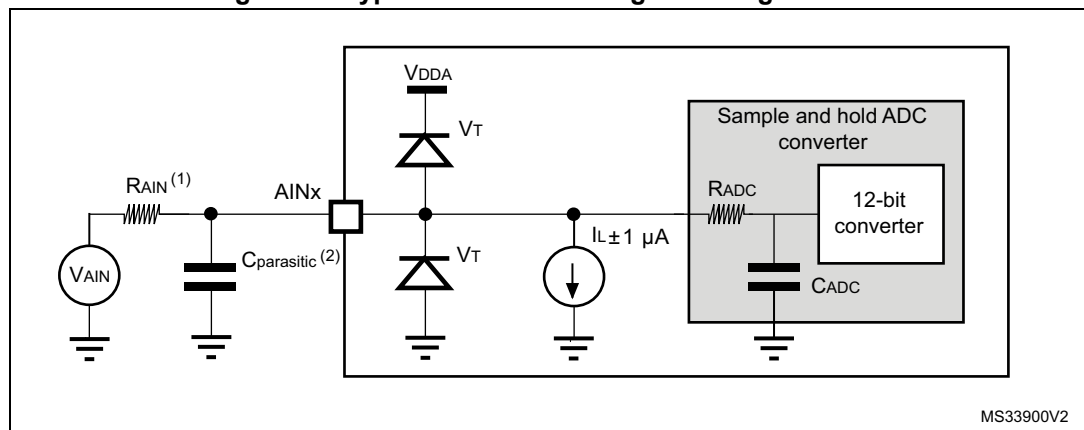 VDDA
Sample and hold ADC
converter
VT
RAIN (1)
AINx
RADC
12-bit
converter
IL±1 µA
VT
Cparasitic (2)
VAIN
CADC
MS33900V2